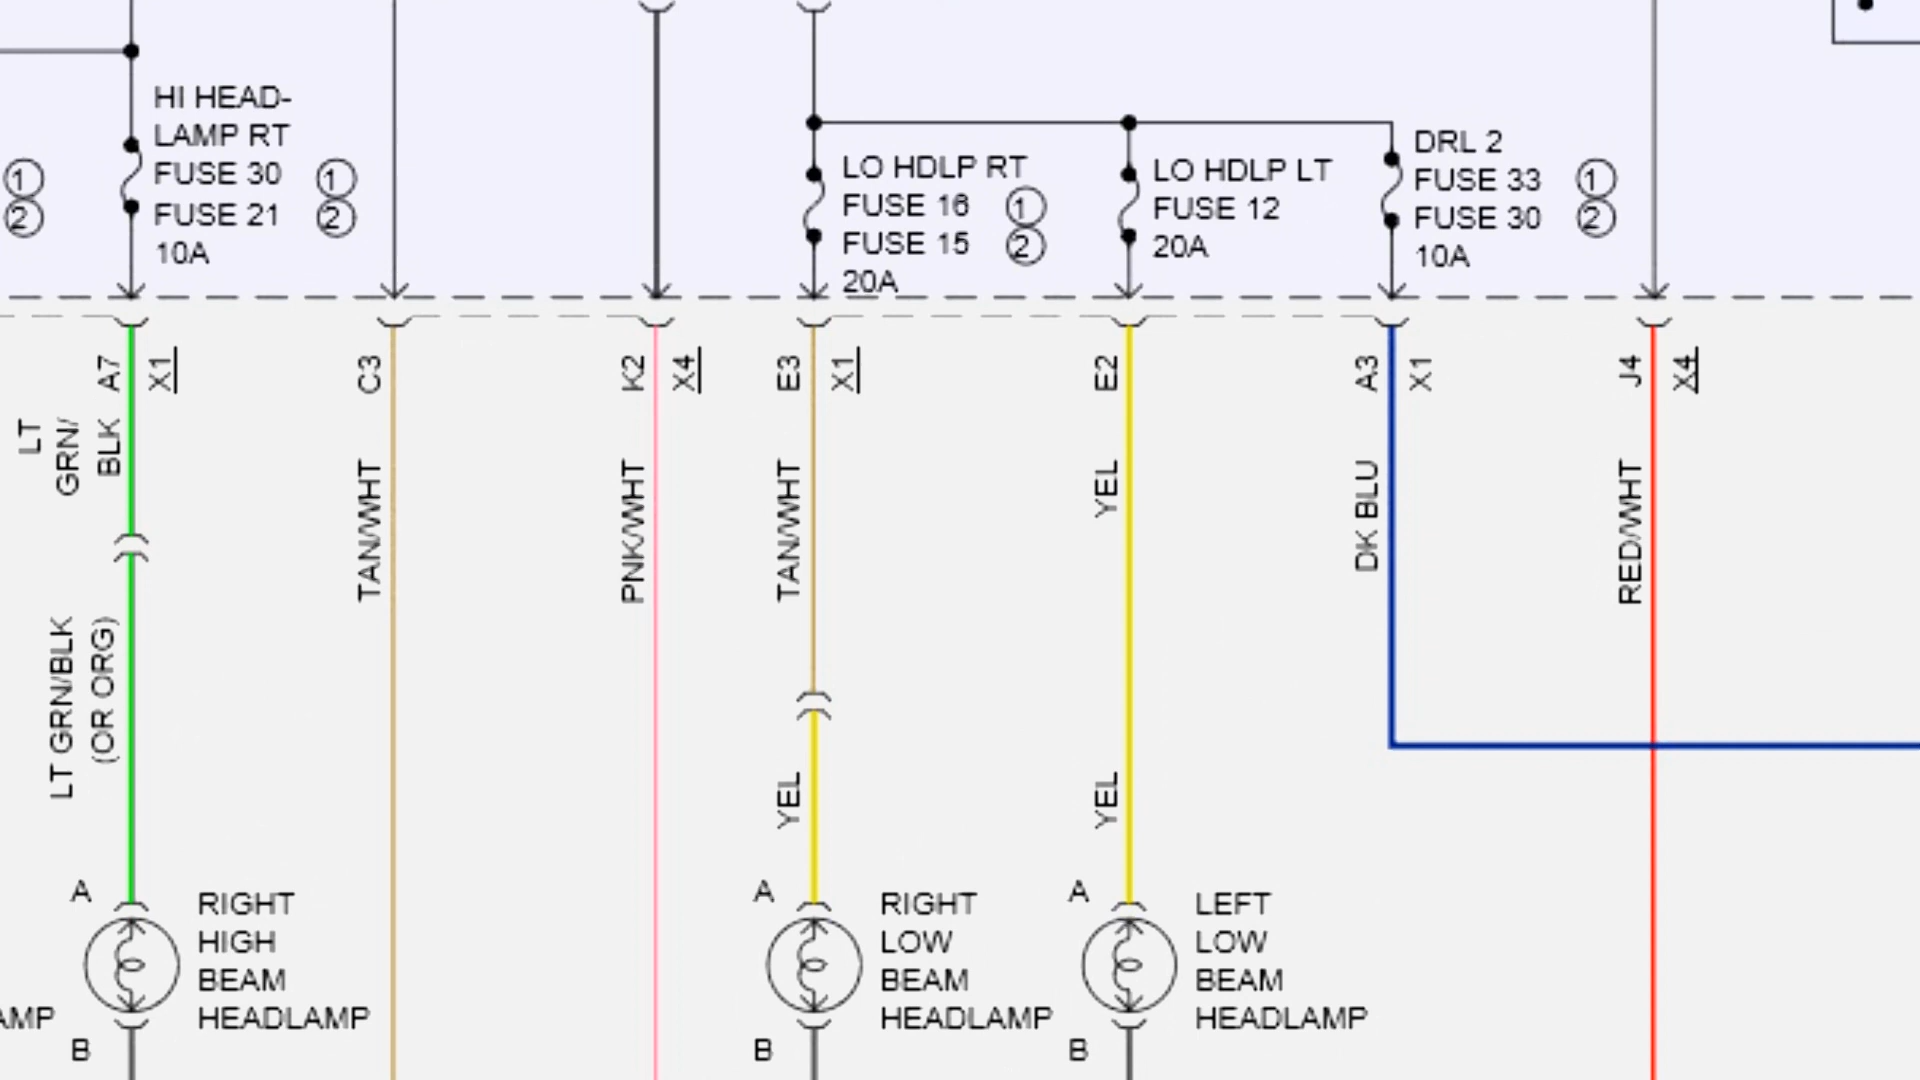 HI HEAD-
LAMP RT
FUSE 30 1
FUSE 21 2
10A
1
2
LO HDLP RT
FUSE 16 1
FUSE 15 2
20A
LO HDLP LT
FUSE 12
20A
DRL 2
FUSE 33 1
FUSE 30 2
10A
A7
X1
C3
K2
X4
E3
X1
E2
A3
X1
J4
X4
LT
GRN/
BLK
TAN/WHT
PNK/WHT
TAN/WHT
YEL
DK BLU
RED/WHT
LT GRN/BLK
(OR ORG)
YEL
YEL
A
RIGHT
HIGH
BEAM
HEADLAMP
B
A
RIGHT
LOW
BEAM
HEADLAMP
B
A
LEFT
LOW
BEAM
HEADLAMP
B
AMP